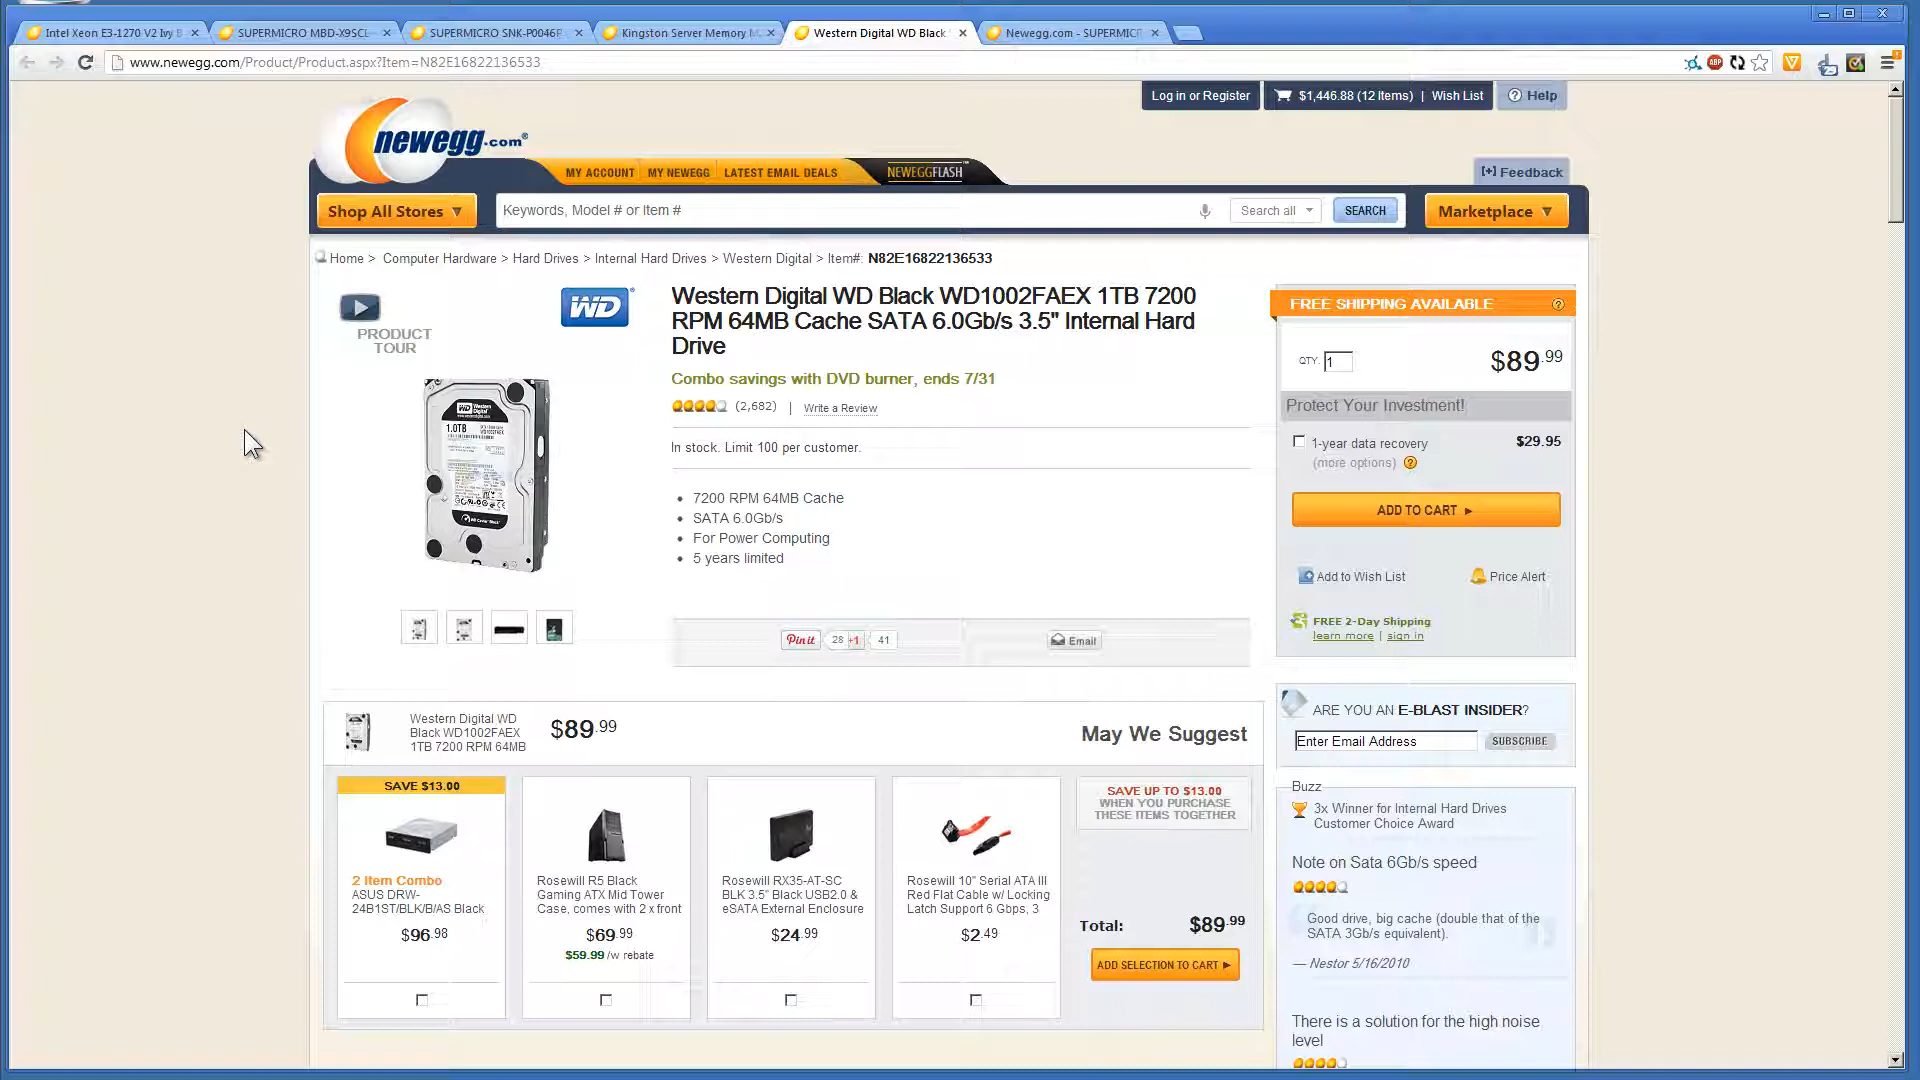 Intel Xeon E3-1270 V2 Ivy B
SUPERMICRO MBD-X9SCL
SUPERMICRO SNK-P0046P
Kingston Server Memory M
Western Digital WD Black
Newegg.com - SUPERMICR
www.newegg.com/Product/Product.aspx?Item=N82E16822136533
ABP
Log in or Register
$1,446.88 (12 Items) | Wish List
Help
newegg.com®
MY ACCOUNT
MY NEWEGG
LATEST EMAIL DEALS
NEWEGGFLASH™
[+] Feedback
Shop All Stores ▼
Keywords, Model # or Item #
Search all
SEARCH
Marketplace ▼
Home > Computer Hardware > Hard Drives > Internal Hard Drives > Western Digital > Item#: N82E16822136533
PRODUCT
TOUR
WD®
Western Digital WD Black WD1002FAEX 1TB 7200
RPM 64MB Cache SATA 6.0Gb/s 3.5" Internal Hard
Drive
Combo savings with DVD burner, ends 7/31
(2,682) | Write a Review
In stock. Limit 100 per customer.
• 7200 RPM 64MB Cache
• SATA 6.0Gb/s
• For Power Computing
• 5 years limited
WD
1.0TB
Pin it
28
+1
41
Email
FREE SHIPPING AVAILABLE
QTY. 1
$89.99
Protect Your Investment!
1-year data recovery
$29.95
(more options)
ADD TO CART ►
Add to Wish List
Price Alert
FREE 2-Day Shipping
learn more | sign in
ARE YOU AN E-BLAST INSIDER?
Enter Email Address
SUBSCRIBE
Western Digital WD
Black WD1002FAEX
1TB 7200 RPM 64MB
$89.99
May We Suggest
SAVE $13.00
2 Item Combo
ASUS DRW-
24B1ST/BLK/B/AS Black
$96.98
Rosewill R5 Black
Gaming ATX Mid Tower
Case, comes with 2 x front
$69.99
$59.99 /w rebate
Rosewill RX35-AT-SC
BLK 3.5" Black USB2.0 &
eSATA External Enclosure
$24.99
Rosewill 10" Serial ATA III
Red Flat Cable w/ Locking
Latch Support 6 Gbps, 3
$2.49
SAVE UP TO $13.00
WHEN YOU PURCHASE
THESE ITEMS TOGETHER
Total: $89.99
ADD SELECTION TO CART ►
Buzz
3x Winner for Internal Hard Drives
Customer Choice Award
Note on Sata 6Gb/s speed
Good drive, big cache (double that of the
SATA 3Gb/s equivalent).
— Nestor 5/16/2010
There is a solution for the high noise
level